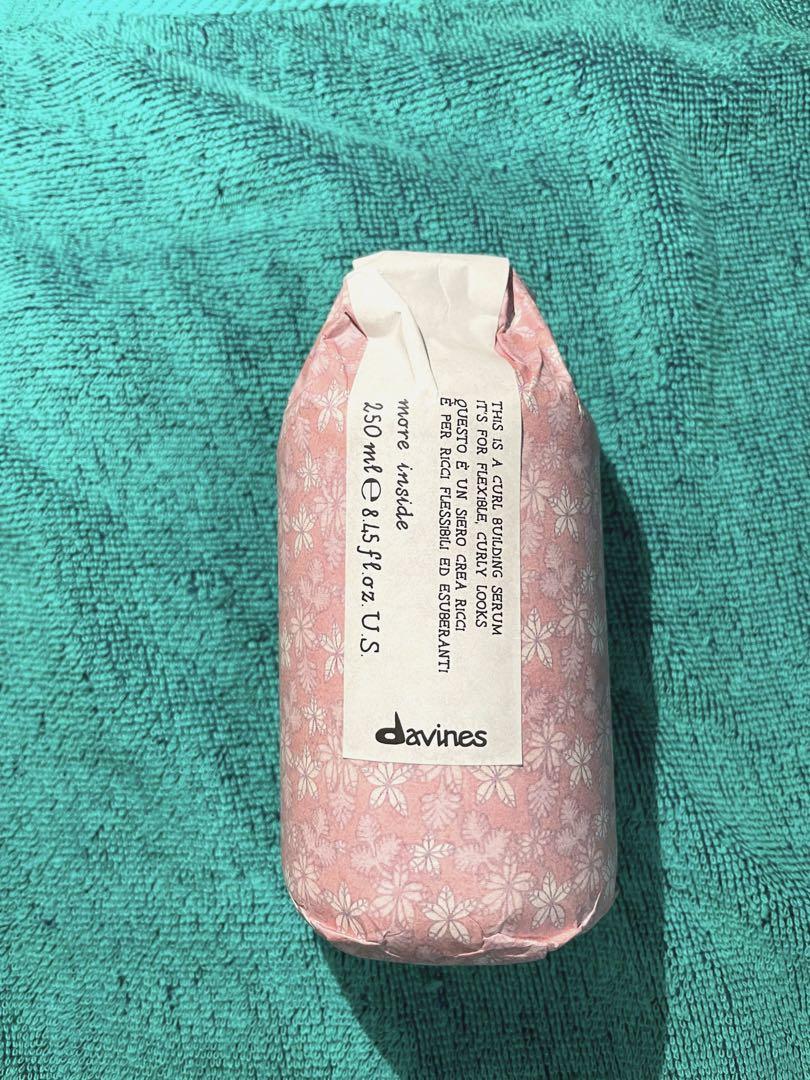 THIS IS A CURL BUILDING SERUM
IT'S FOR FLEXIBLE, CURLY LOOKS
QUESTO È UN SIERO CREA RICCI
È PER RICCI FLESSIBILI ED ESUBERANTI
more inside
250 ml ℮ 8.45 fl.oz. U.S.
davines